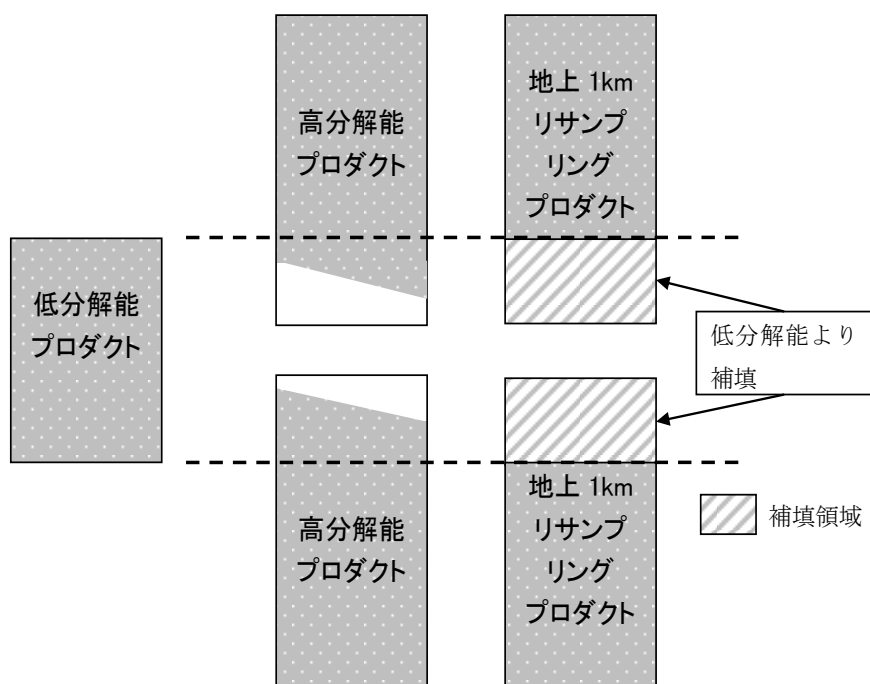 高分解能
プロダクト
地上 1km
リサンプ
リング
プロダクト
低分解能
プロダクト
低分解能より
補填
高分解能
プロダクト
地上 1km
リサンプ
リング
プロダクト
補填領域